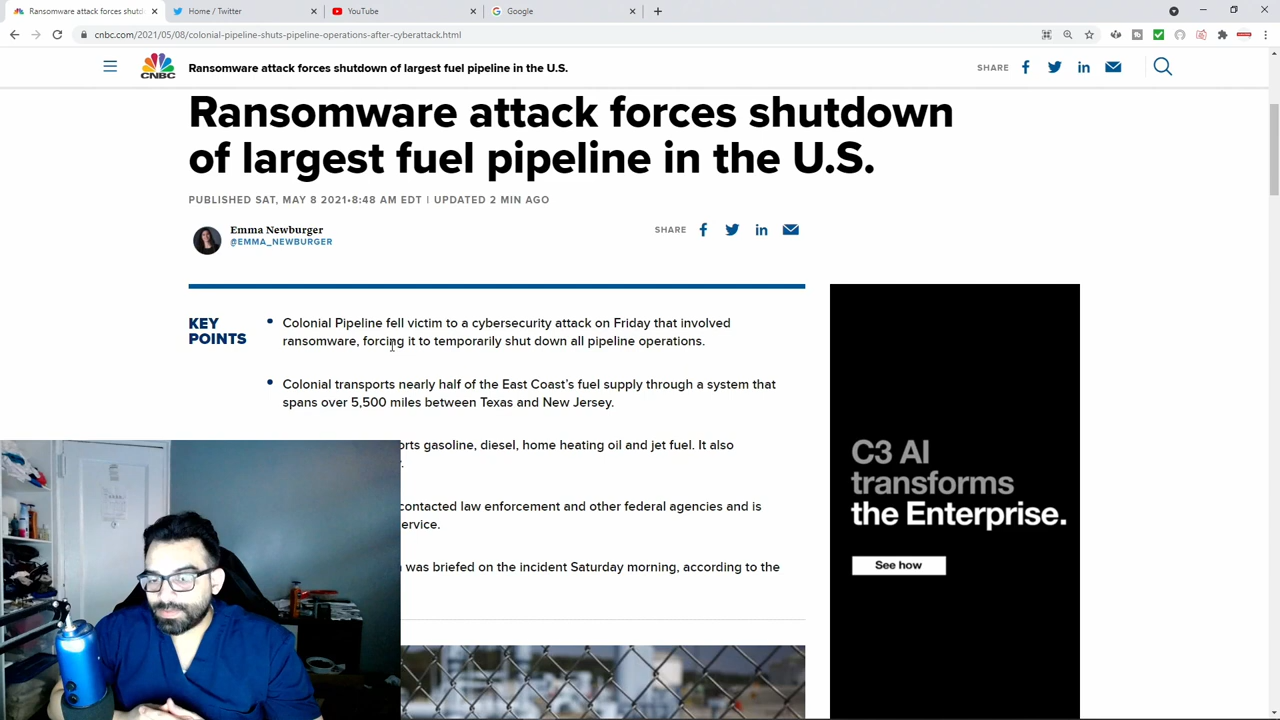 Ransomware attack forces shutd
Home / Twitter
YouTube
Google
cnbc.com/2021/05/08/colonial-pipeline-shuts-pipeline-operations-after-cyberattack.html
CNBC
Ransomware attack forces shutdown of largest fuel pipeline in the U.S.
SHARE
Ransomware attack forces shutdown
of largest fuel pipeline in the U.S.
PUBLISHED SAT, MAY 8 2021•8:48 AM EDT | UPDATED 2 MIN AGO
Emma Newburger
@EMMA_NEWBURGER
SHARE
KEY
POINTS
Colonial Pipeline fell victim to a cybersecurity attack on Friday that involved
ransomware, forcing it to temporarily shut down all pipeline operations.
Colonial transports nearly half of the East Coast's fuel supply through a system that
spans over 5,500 miles between Texas and New Jersey.
orts gasoline, diesel, home heating oil and jet fuel. It also
contacted law enforcement and other federal agencies and is
ervice.
was briefed on the incident Saturday morning, according to the
C3 AI
transforms
the Enterprise.
See how